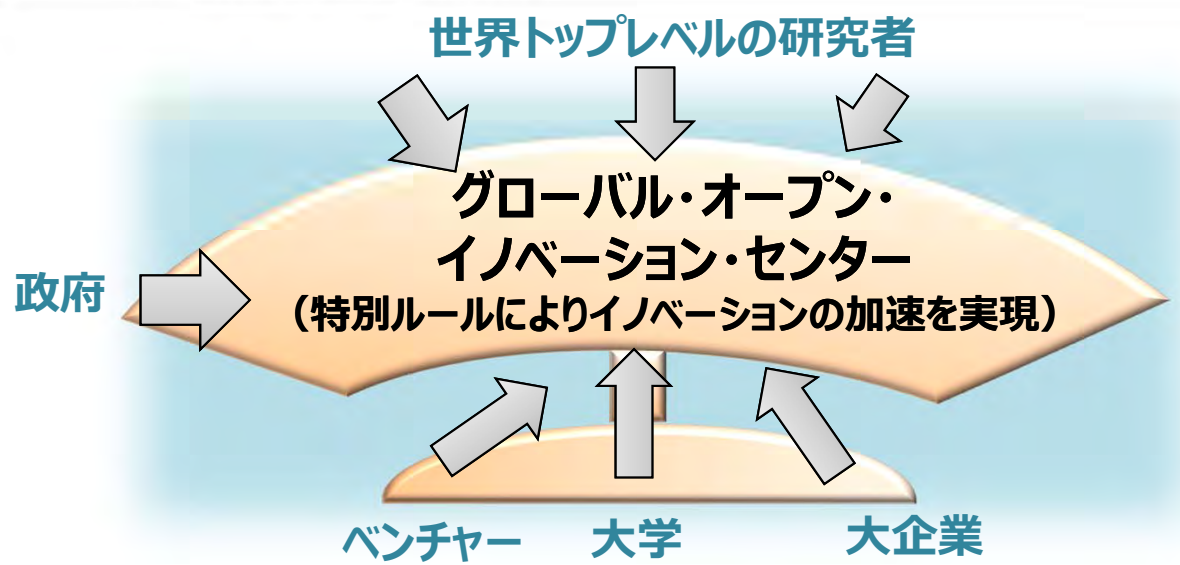 世界トップレベルの研究者
グローバル・オープン・
イノベーション・センター
（特別ルールによりイノベーションの加速を実現）
政府
ベンチャー
大学
大企業